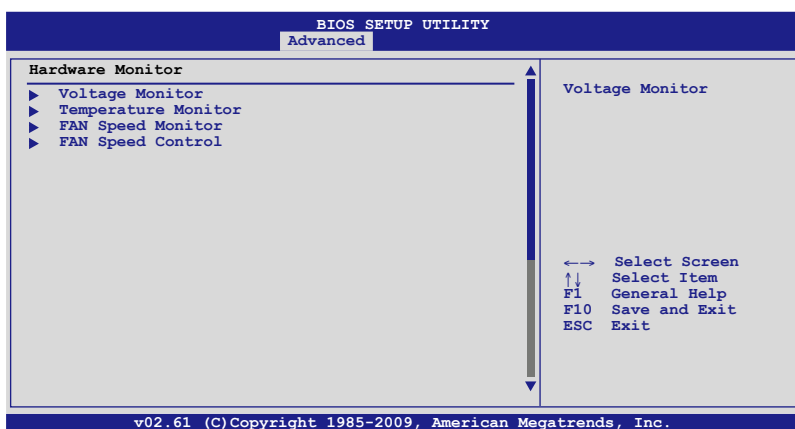 BIOS SETUP UTILITY
Advanced
Hardware Monitor
▶ Voltage Monitor
▶ Temperature Monitor
▶ FAN Speed Monitor
▶ FAN Speed Control
Voltage Monitor
←→ Select Screen
↑↓ Select Item
F1 General Help
F10 Save and Exit
ESC Exit
v02.61 (C)Copyright 1985-2009, American Megatrends, Inc.